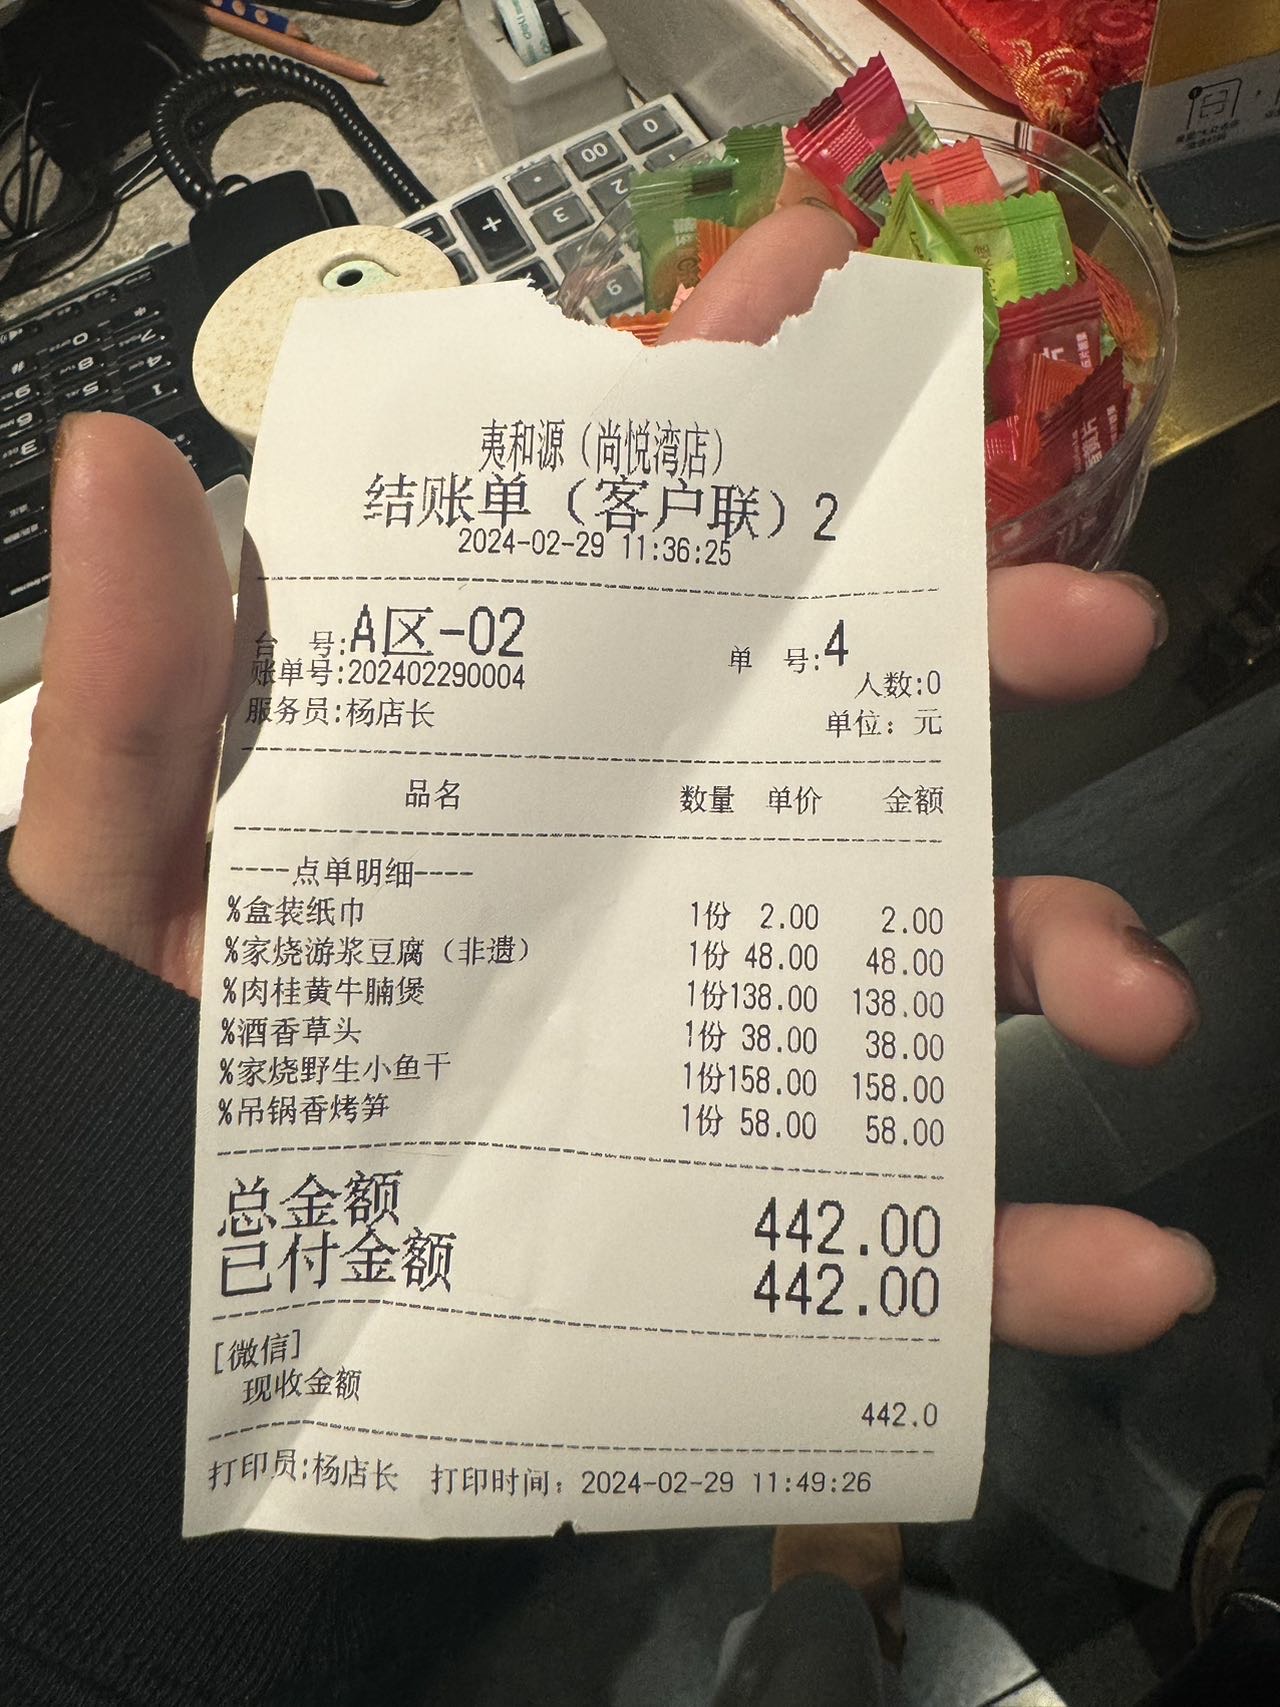 夷和源（尚悦湾店）
结账单（客户联）2
2024-02-29 11:36:25
台 号:A区-02 单 号:4
账单号:202402290004 人数:0
服务员:杨店长 单位：元
品名 数量 单价 金额
----点单明细----
%盒装纸巾 1份 2.00 2.00
%家烧游浆豆腐（非遗） 1份 48.00 48.00
%肉桂黄牛腩煲 1份138.00 138.00
%酒香草头 1份 38.00 38.00
%家烧野生小鱼干 1份158.00 158.00
%吊锅香烤笋 1份 58.00 58.00
总金额 442.00
已付金额 442.00
[微信]
现收金额 442.0
打印员:杨店长 打印时间：2024-02-29 11:49:26